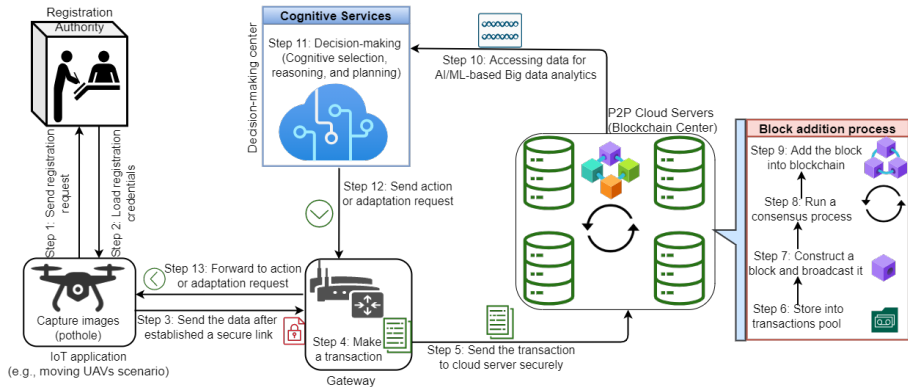 Registration
Authority
Step 1: Send registration
request
Step 2: Load registration
credentials
Capture images
(pothole)
IoT application
(e.g., moving UAVs scenario)
Step 3: Send the data after
established a secure link
Step 13: Forward to action
or adaptation request
Step 4: Make
a transaction
Gateway
Step 5: Send the transaction
to cloud server securely
Decision-making center
Cognitive Services
Step 11: Decision-making
(Cognitive selection,
reasoning, and planning)
Step 12: Send action
or adaptation request
Step 10: Accessing data for
AI/ML-based Big data analytics
P2P Cloud Servers
(Blockchain Center)
Block addition process
Step 9: Add the block
into blockchain
Step 8: Run a
consensus process
Step 7: Construct a
block and broadcast it
Step 6: Store into
transactions pool